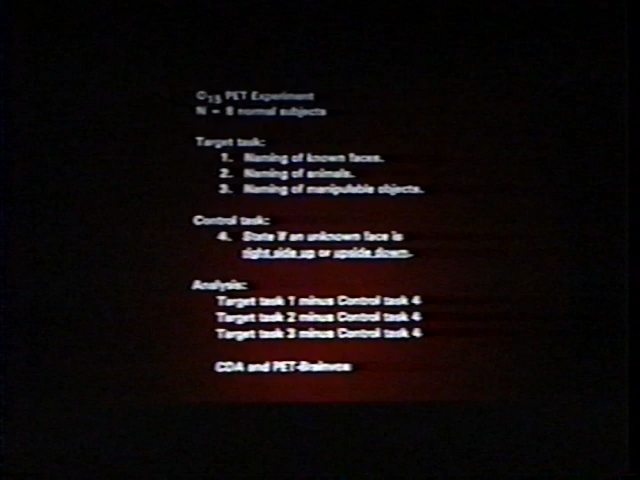 O15 PET Experiment
N = 8 normal subjects
Target task:
1. Naming of known faces.
2. Naming of animals.
3. Naming of manipulable objects.
Control task:
4. State if an unknown face is
right side up or upside down.
Analysis:
Target task 1 minus Control task 4
Target task 2 minus Control task 4
Target task 3 minus Control task 4
CDA and PET-Brainvox